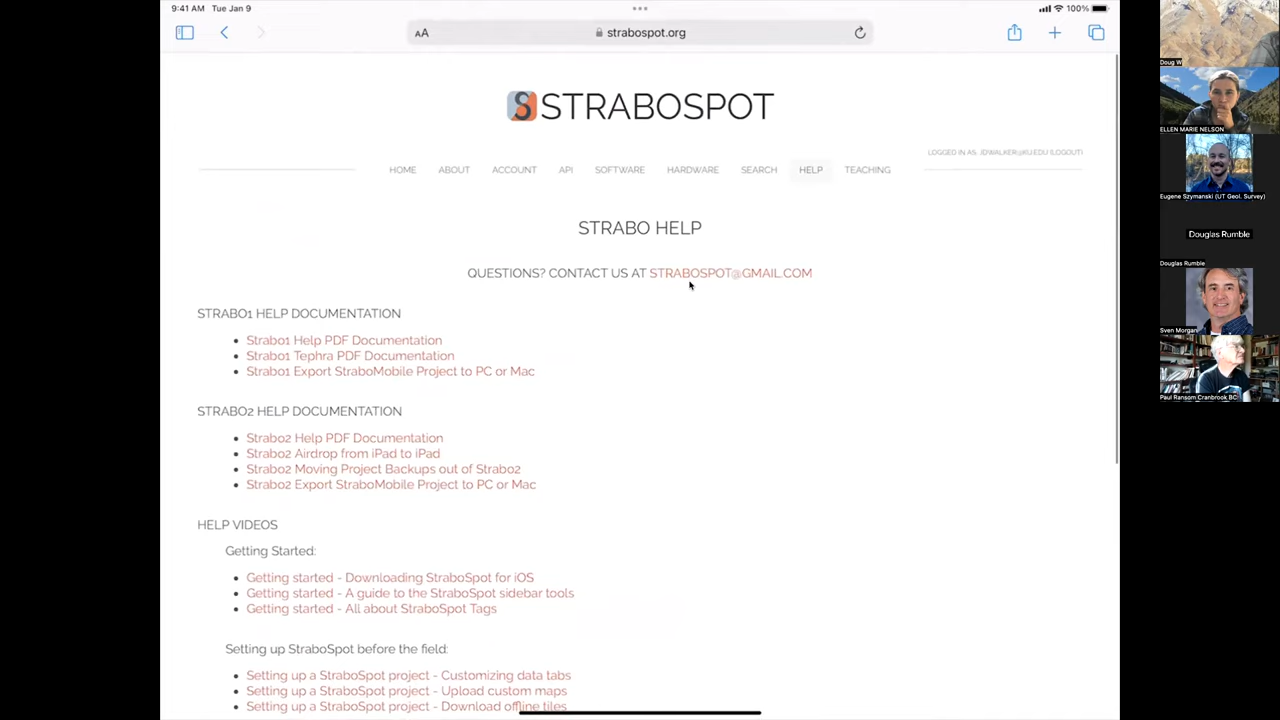 9:41 AM Tue Jan 9
100%
AA
strabospot.org
STRABOSPOT
LOGGED IN AS: JDWALKER@KU.EDU (LOGOUT)
HOME ABOUT ACCOUNT API SOFTWARE HARDWARE SEARCH HELP TEACHING
STRABO HELP
QUESTIONS? CONTACT US AT STRABOSPOT@GMAIL.COM
STRABO1 HELP DOCUMENTATION
Strabo1 Help PDF Documentation
Strabo1 Tephra PDF Documentation
Strabo1 Export StraboMobile Project to PC or Mac
STRABO2 HELP DOCUMENTATION
Strabo2 Help PDF Documentation
Strabo2 Airdrop from iPad to iPad
Strabo2 Moving Project Backups out of Strabo2
Strabo2 Export StraboMobile Project to PC or Mac
HELP VIDEOS
Getting Started:
Getting started - Downloading StraboSpot for iOS
Getting started - A guide to the StraboSpot sidebar tools
Getting started - All about StraboSpot Tags
Setting up StraboSpot before the field:
Setting up a StraboSpot project - Customizing data tabs
Setting up a StraboSpot project - Upload custom maps
Setting up a StraboSpot project - Download offline tiles
Doug W
ELLEN MARIE NELSON
Eugene Szymanski (UT Geol. Survey)
Douglas Rumble
Douglas Rumble
Sven Morgan
Paul Ransom Cranbrook BC